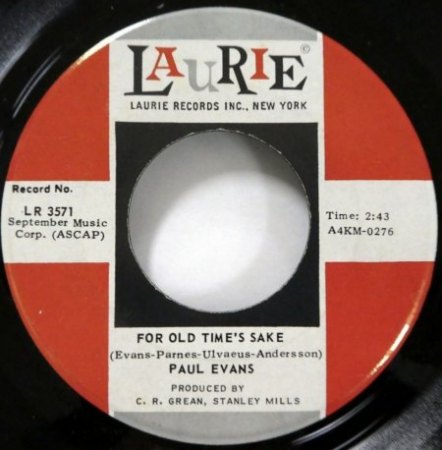 LAuRIE ©
LAURIE RECORDS INC., NEW YORK
Record No.
LR 3571
September Music
Corp. (ASCAP)
Time: 2:43
A4KM-0276
FOR OLD TIME'S SAKE
(Evans-Parnes-Ulvaeus-Andersson)
PAUL EVANS
PRODUCED BY
C. R. GREAN, STANLEY MILLS